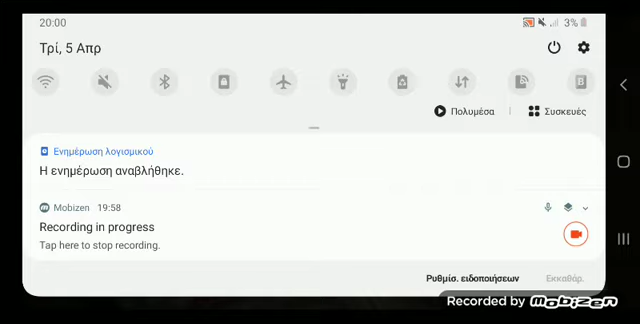 20:00
3%
Τρί, 5 Απρ
Πολυμέσα | Συσκευές
Ενημέρωση λογισμικού
Η ενημέρωση αναβλήθηκε.
Mobizen 19:58
Recording in progress
Tap here to stop recording.
Ρυθμίσ. ειδοποιήσεων
Εκκαθάρ.
Recorded by mobizen